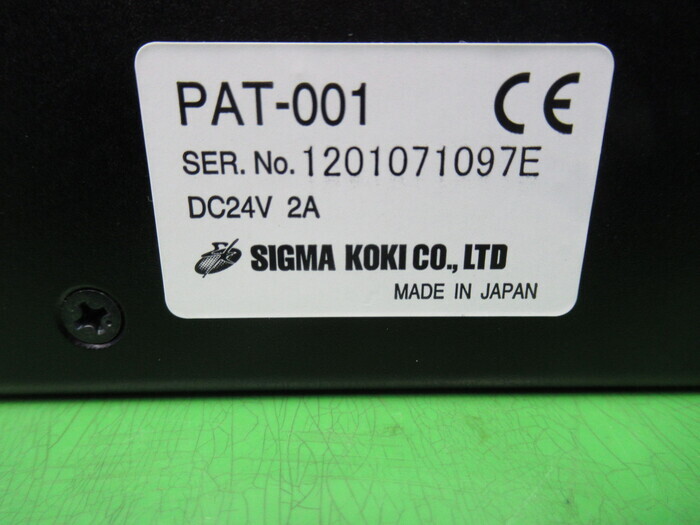 PAT-001 CE
SER. No. 1201071097E
DC24V 2A
SIGMA KOKI CO., LTD
MADE IN JAPAN